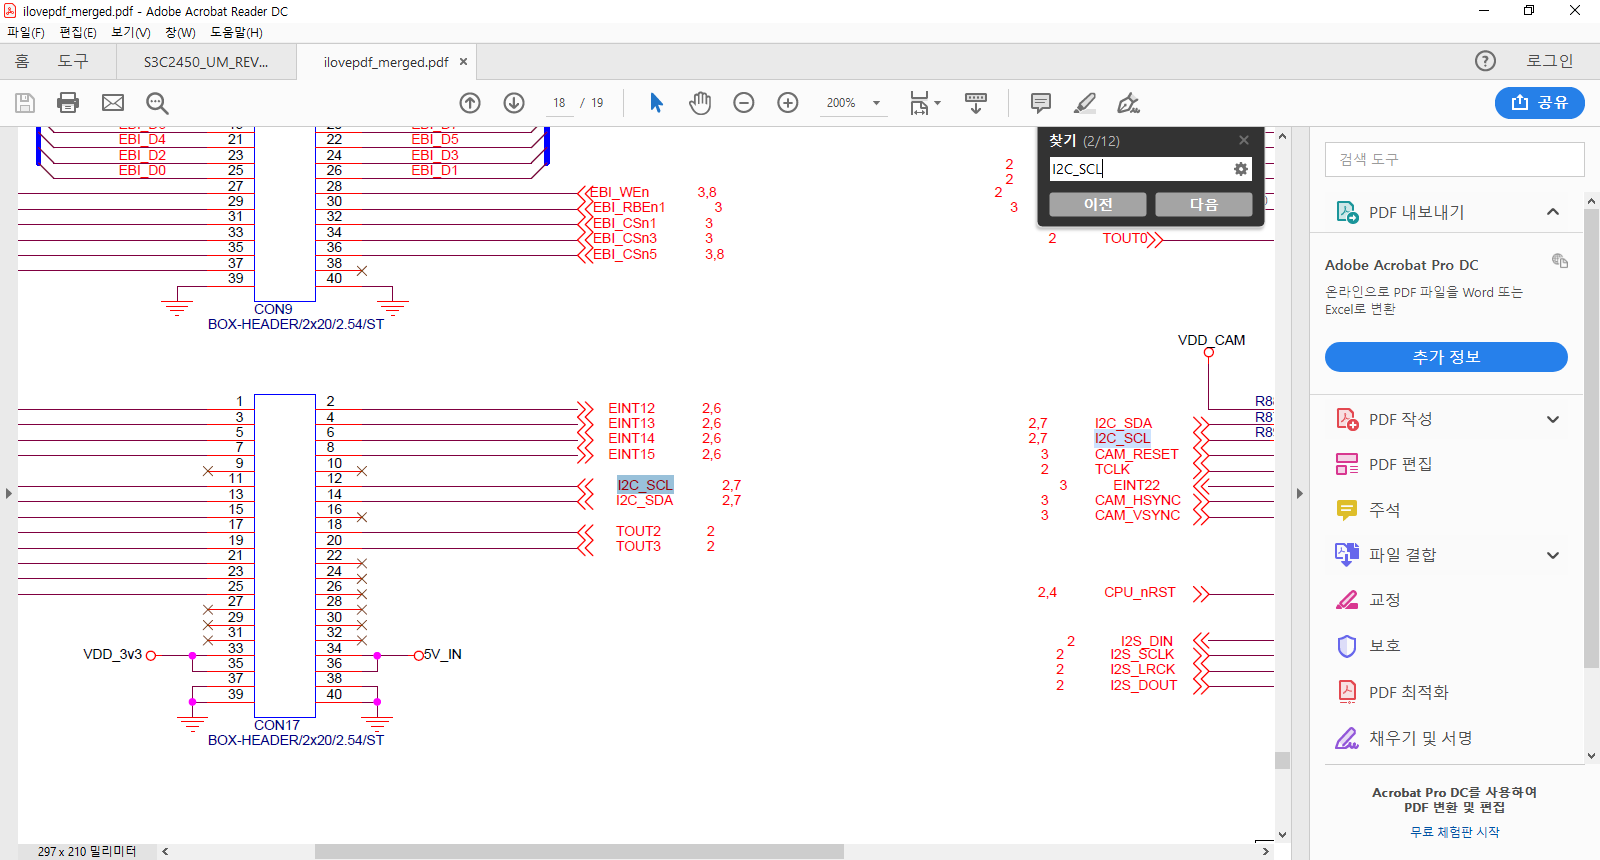 ilovepdf_merged.pdf - Adobe Acrobat Reader DC
파일(F) 편집(E) 보기(V) 창(W) 도움말(H)
홈 도구 S3C2450_UM_REV... ilovepdf_merged.pdf ×
? 로그인
18 / 19 200% 공유
찾기 (2/12)
I2C_SCL
이전 다음
EBI_D4 21 22 EBI_D5
EBI_D2 23 24 EBI_D3
EBI_D0 25 26 EBI_D1
27 28 EBI_WEn 3,8
29 30 EBI_RBEn1 3
31 32 EBI_CSn1 3
33 34 EBI_CSn3 3
35 36 EBI_CSn5 3,8
37 38
39 40
CON9
BOX-HEADER/2x20/2.54/ST
2
2
2
3
2 TOUT0
VDD_CAM
1 2 EINT12 2,6
3 4 EINT13 2,6
5 6 EINT14 2,6
7 8 EINT15 2,6
9 10
11 12 I2C_SCL 2,7
13 14 I2C_SDA 2,7
15 16
17 18 TOUT2 2
19 20 TOUT3 2
21 22
23 24
25 26
27 28
29 30
31 32
VDD_3v3 33 34 5V_IN
35 36
37 38
39 40
CON17
BOX-HEADER/2x20/2.54/ST
2,7 I2C_SDA
2,7 I2C_SCL
3 CAM_RESET
2 TCLK
3 EINT22
3 CAM_HSYNC
3 CAM_VSYNC
2,4 CPU_nRST
2 I2S_DIN
2 I2S_SCLK
2 I2S_LRCK
2 I2S_DOUT
297 x 210 밀리미터
검색 도구
PDF 내보내기
Adobe Acrobat Pro DC
온라인으로 PDF 파일을 Word 또는
Excel로 변환
추가 정보
PDF 작성
PDF 편집
주석
파일 결합
교정
보호
PDF 최적화
채우기 및 서명
Acrobat Pro DC를 사용하여
PDF 변환 및 편집
무료 체험판 시작